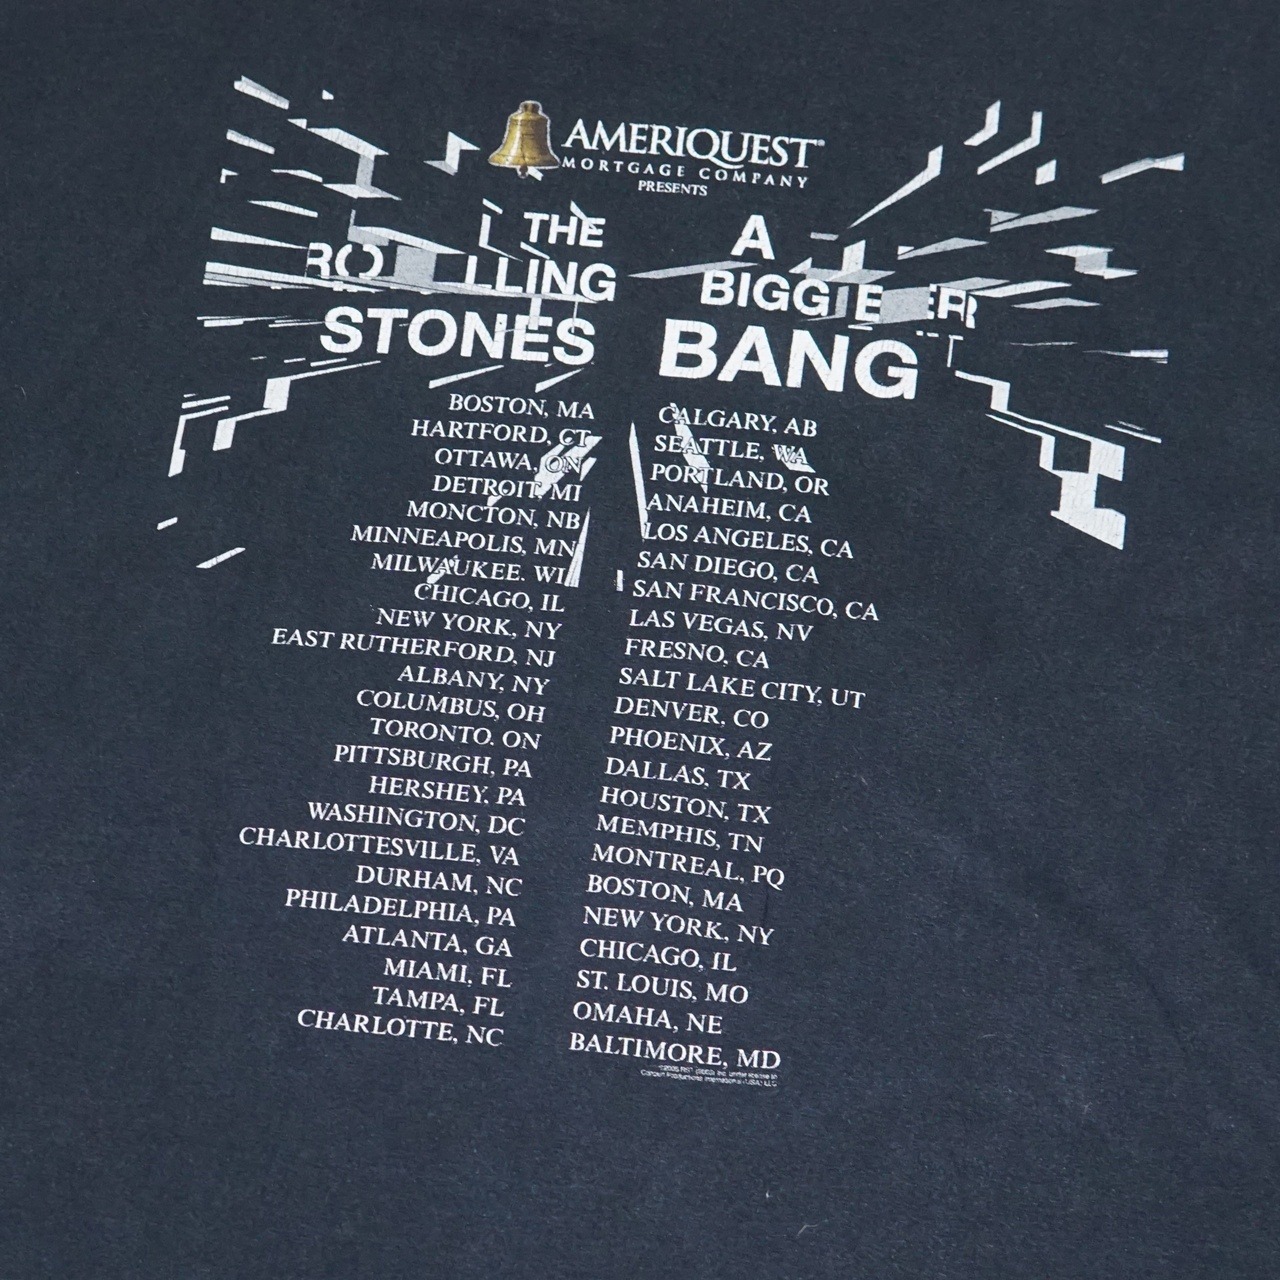 AMERIQUEST
MORTGAGE COMPANY
PRESENTS
THE
ROLLING
STONES
A
BIGGER
BANG
BOSTON, MA
HARTFORD, CT
OTTAWA, ON
DETROIT, MI
MONCTON, NB
MINNEAPOLIS, MN
MILWAUKEE. WI
CHICAGO, IL
NEW YORK, NY
EAST RUTHERFORD, NJ
ALBANY, NY
COLUMBUS, OH
TORONTO. ON
PITTSBURGH, PA
HERSHEY, PA
WASHINGTON, DC
CHARLOTTESVILLE, VA
DURHAM, NC
PHILADELPHIA, PA
ATLANTA, GA
MIAMI, FL
TAMPA, FL
CHARLOTTE, NC
CALGARY, AB
SEATTLE, WA
PORTLAND, OR
ANAHEIM, CA
LOS ANGELES, CA
SAN DIEGO, CA
SAN FRANCISCO, CA
LAS VEGAS, NV
FRESNO, CA
SALT LAKE CITY, UT
DENVER, CO
PHOENIX, AZ
DALLAS, TX
HOUSTON, TX
MEMPHIS, TN
MONTREAL, PQ
BOSTON, MA
NEW YORK, NY
CHICAGO, IL
ST. LOUIS, MO
OMAHA, NE
BALTIMORE, MD